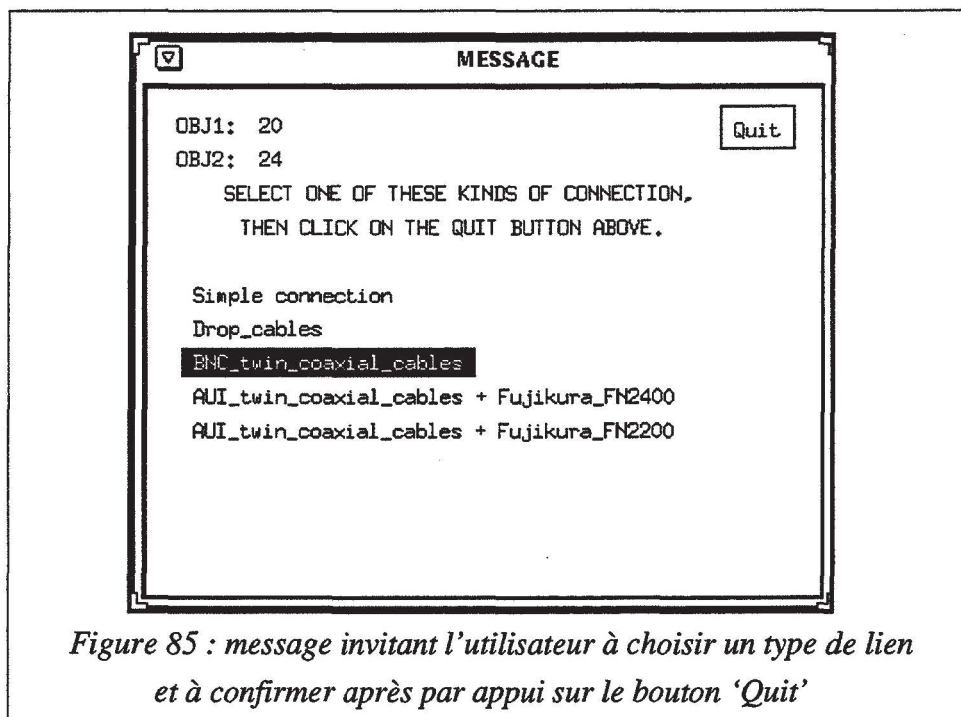 MESSAGE
OBJ1: 20
Quit
OBJ2: 24
SELECT ONE OF THESE KINDS OF CONNECTION,
THEN CLICK ON THE QUIT BUTTON ABOVE.
Simple connection
Drop_cables
BNC_twin_coaxial_cables
AUI_twin_coaxial_cables + Fujikura_FN2400
AUI_twin_coaxial_cables + Fujikura_FN2200
Figure 85 : message invitant l'utilisateur à choisir un type de lien
et à confirmer après par appui sur le bouton ‘Quit’